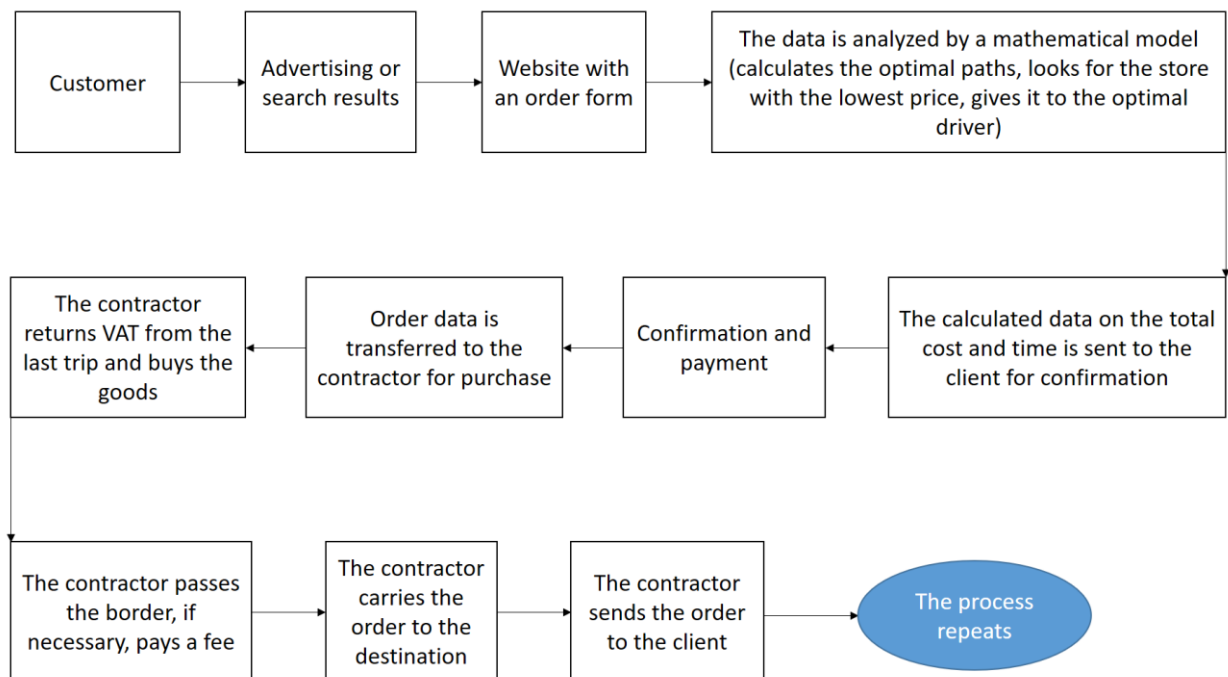 Customer
Advertising or
search results
Website with
an order form
The data is analyzed by a mathematical model
(calculates the optimal paths, looks for the store
with the lowest price, gives it to the optimal
driver)
The calculated data on the total
cost and time is sent to the
client for confirmation
Confirmation and
payment
Order data is
transferred to the
contractor for purchase
The contractor
returns VAT from the
last trip and buys the
goods
The contractor passes
the border, if
necessary, pays a fee
The contractor
carries the
order to the
destination
The contractor
sends the order
to the client
The process
repeats